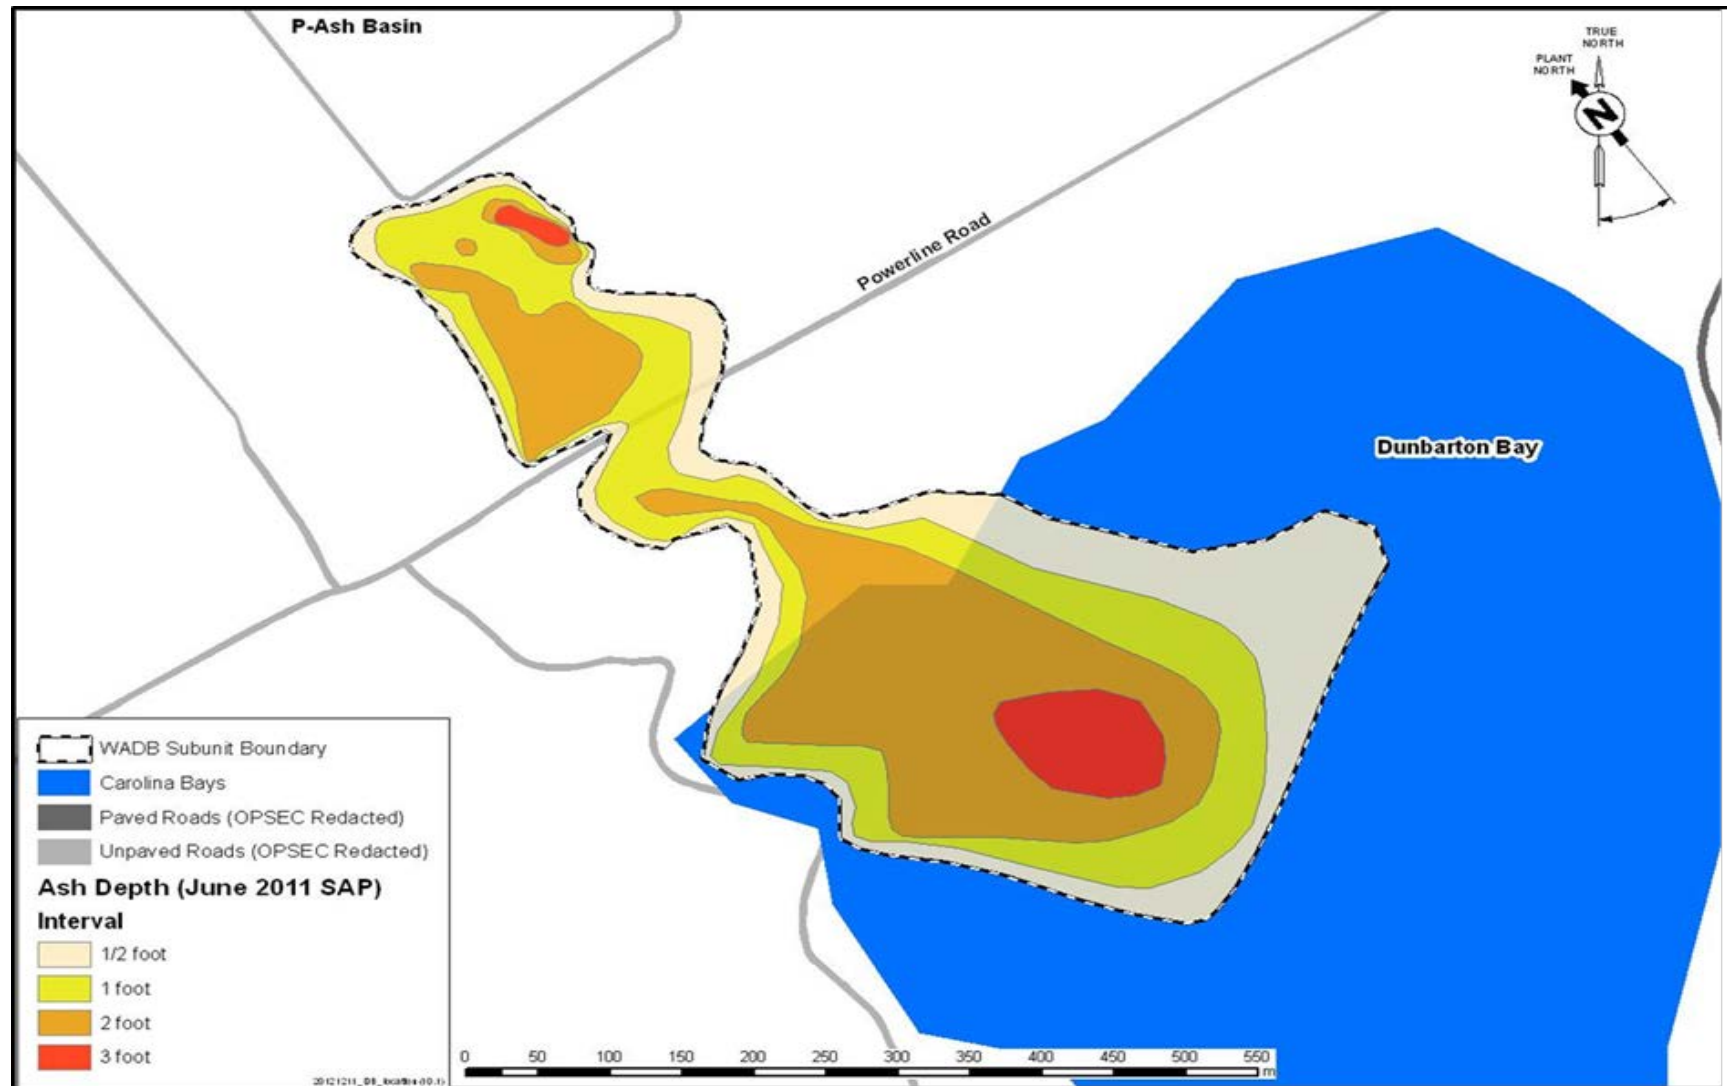 P-Ash Basin
TRUE
NORTH
PLANT
NORTH
N
Powerline Road
Dunbarton Bay
WADB Subunit Boundary
Carolina Bays
Paved Roads (OPSEC Redacted)
Unpaved Roads (OPSEC Redacted)
Ash Depth (June 2011 SAP)
Interval
1/2 foot
1 foot
2 foot
3 foot
0 50 100 150 200 250 300 350 400 450 500 550
m